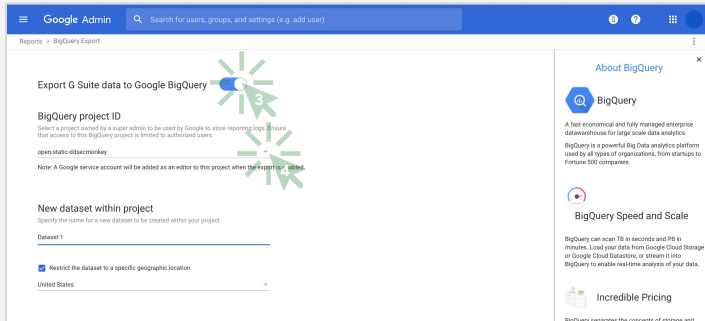 Google Admin
Search for users, groups, and settings (e.g. add user)
8
?
Reports > BigQuery Export
Export G Suite data to Google BigQuery
3
BigQuery project ID
Select a project owned by a super admin to be used by Google to store reporting logs. Ensure
that access to this BigQuery project is limited to authorized users.
open-static-ddsecmonkey
4
Note: A Google service account will be added as an editor to this project when the export is enabled.
New dataset within project
Specify the name for a new dataset to be created within your project
Dataset 1
Restrict the dataset to a specific geographic location
United States
About BigQuery
×
BigQuery
A fast economical and fully managed enterprise
datawarehouse for large scale data analytics
BigQuery is a powerful Big Data analytics platform
used by all types of organizations, from startups to
Fortune 500 companies.
BigQuery Speed and Scale
BigQuery can scan TB in seconds and PB in
minutes. Load your data from Google Cloud Storage
or Google Cloud Datastore, or stream it into
BigQuery to enable real-time analysis of your data.
Incredible Pricing
BigQuery separates the concepts of storage and